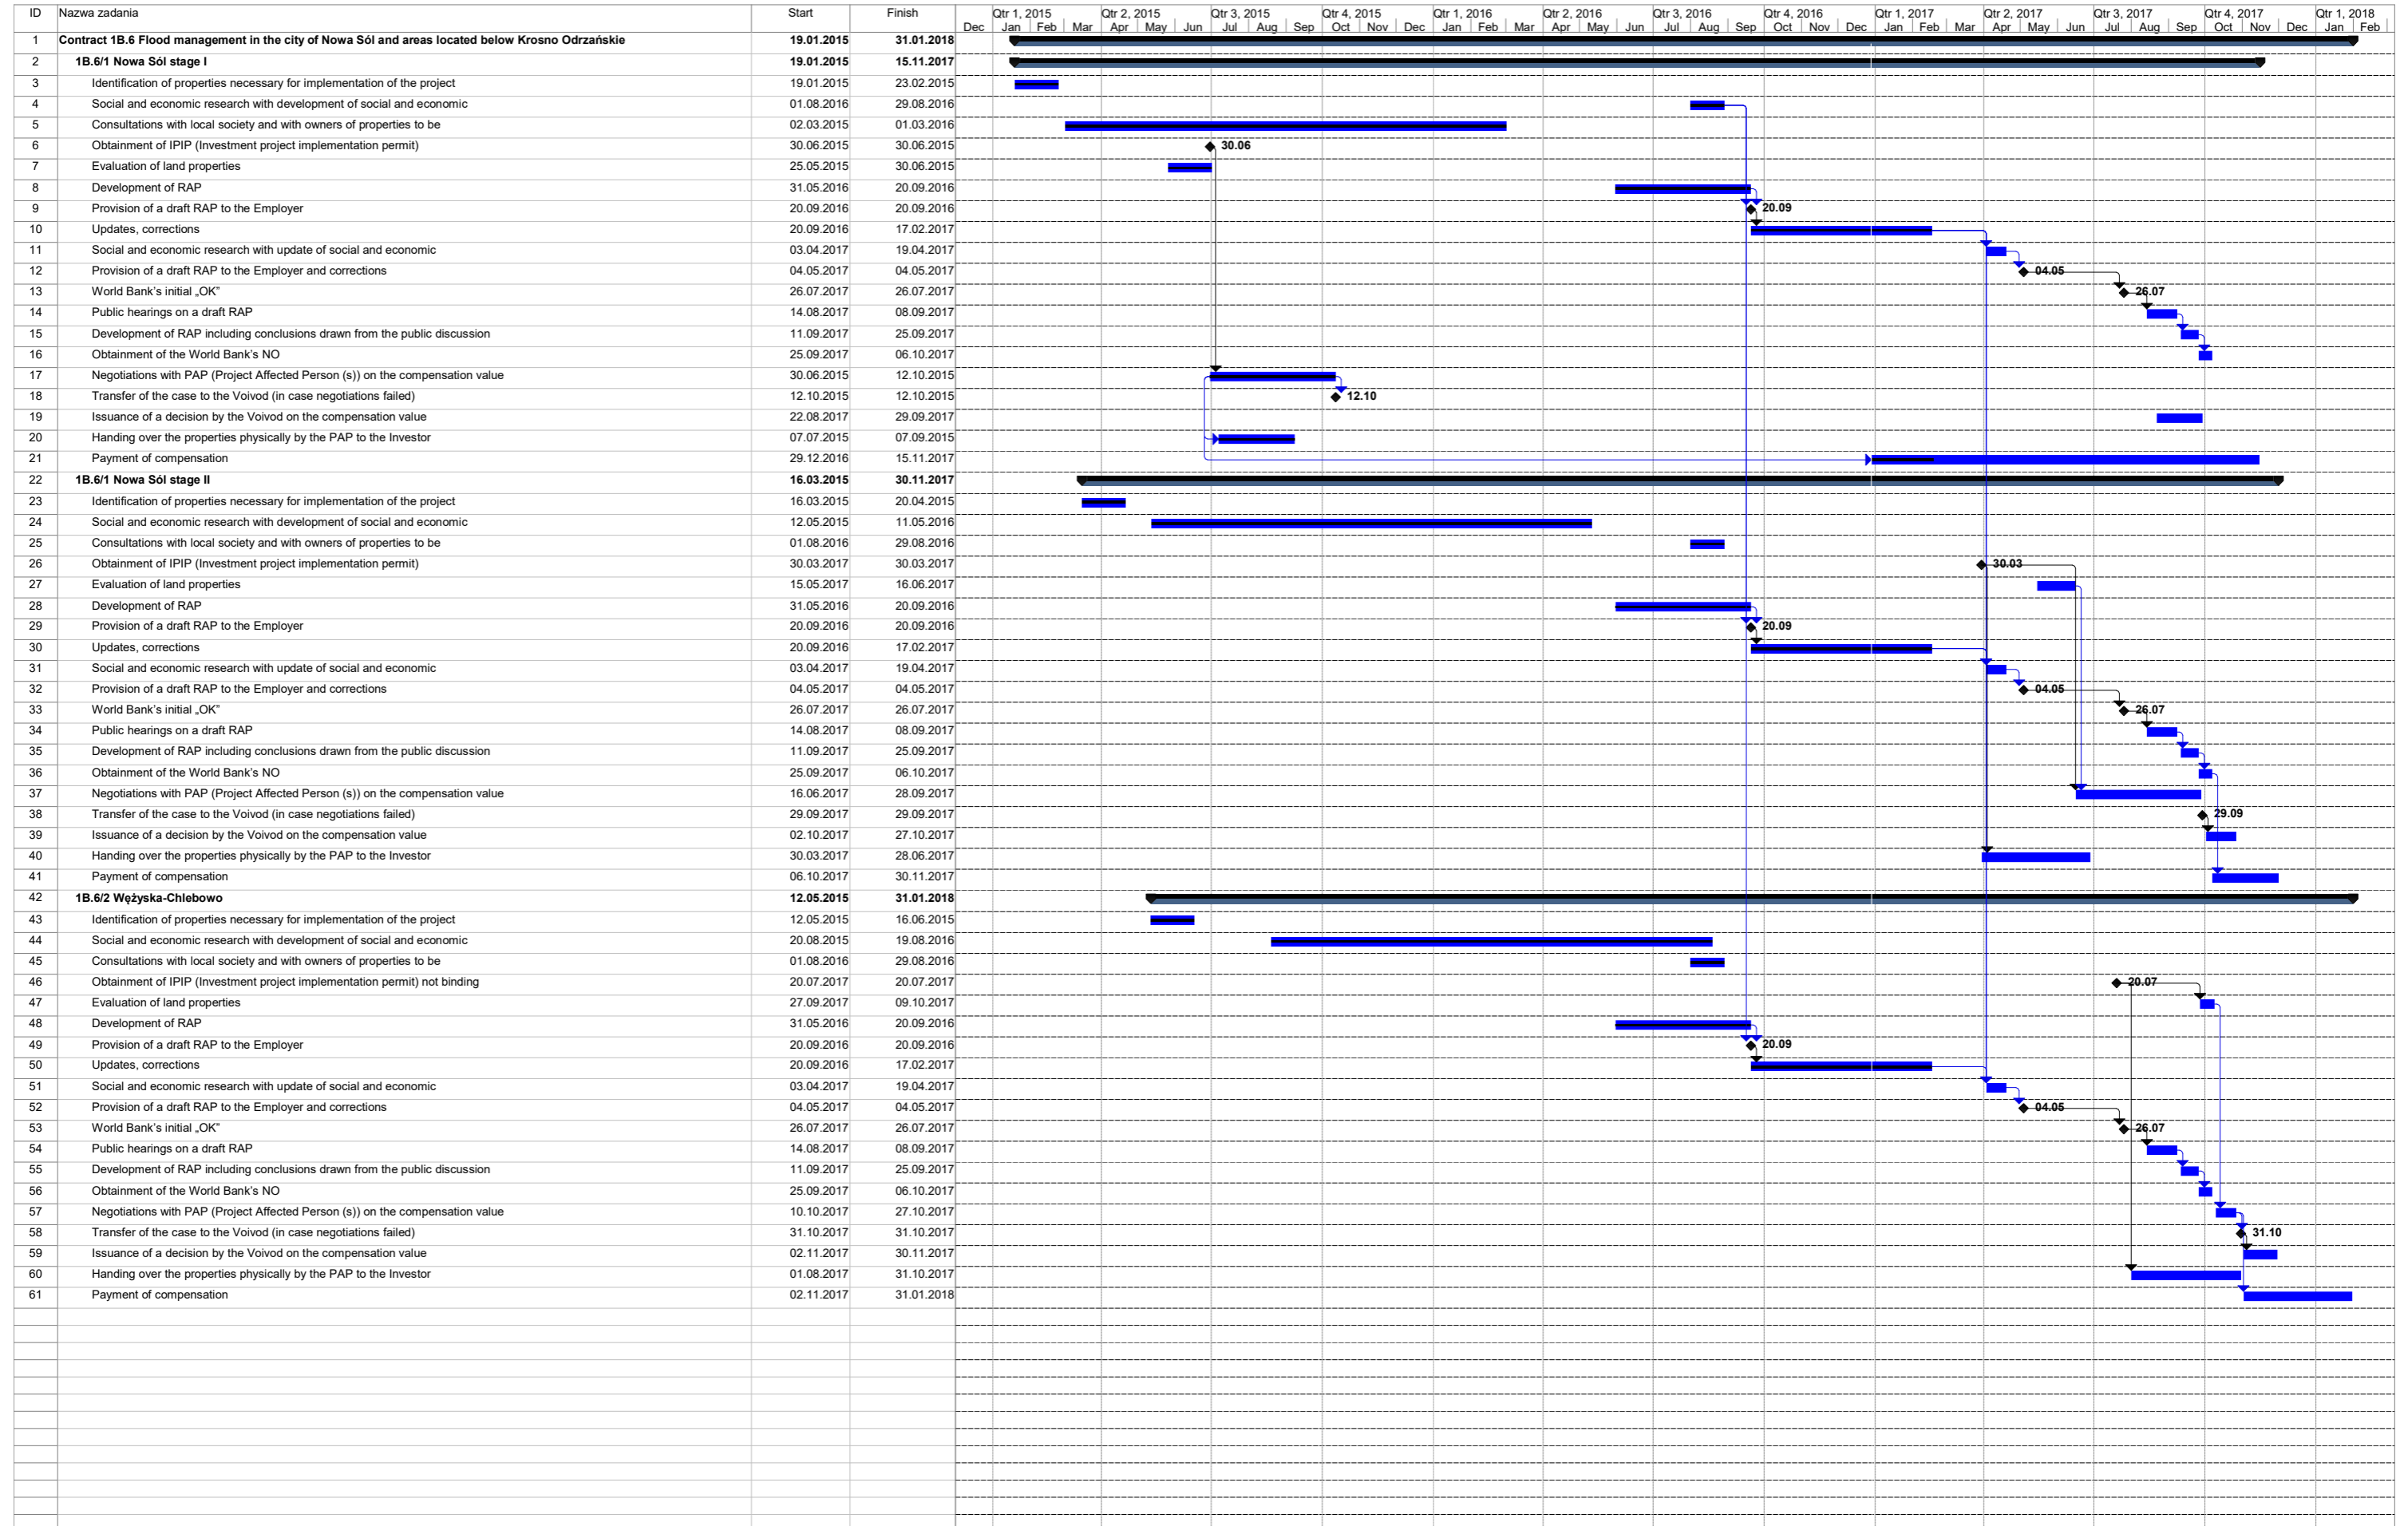 ID Nazwa zadania Start Finish Qtr 1, 2015 Qtr 2, 2015 Qtr 3, 2015 Qtr 4, 2015 Qtr 1, 2016 Qtr 2, 2016 Qtr 3, 2016 Qtr 4, 2016 Qtr 1, 2017 Qtr 2, 2017 Qtr 3, 2017 Qtr 4, 2017 Qtr 1, 2018
Dec Jan Feb Mar Apr May Jun Jul Aug Sep Oct Nov Dec Jan Feb Mar Apr May Jun Jul Aug Sep Oct Nov Dec Jan Feb Mar Apr May Jun Jul Aug Sep Oct Nov Dec Jan Feb
1 Contract 1B.6 Flood management in the city of Nowa Sól and areas located below Krosno Odrzańskie 19.01.2015 31.01.2018
2 1B.6/1 Nowa Sól stage I 19.01.2015 15.11.2017
3 Identification of properties necessary for implementation of the project 19.01.2015 23.02.2015
4 Social and economic research with development of social and economic 01.08.2016 29.08.2016
5 Consultations with local society and with owners of properties to be 02.03.2015 01.03.2016
6 Obtainment of IPIP (Investment project implementation permit) 30.06.2015 30.06.2015 30.06
7 Evaluation of land properties 25.05.2015 30.06.2015
8 Development of RAP 31.05.2016 20.09.2016
9 Provision of a draft RAP to the Employer 20.09.2016 20.09.2016 20.09
10 Updates, corrections 20.09.2016 17.02.2017
11 Social and economic research with update of social and economic 03.04.2017 19.04.2017
12 Provision of a draft RAP to the Employer and corrections 04.05.2017 04.05.2017 04.05
13 World Bank's initial „OK” 26.07.2017 26.07.2017 26.07
14 Public hearings on a draft RAP 14.08.2017 08.09.2017
15 Development of RAP including conclusions drawn from the public discussion 11.09.2017 25.09.2017
16 Obtainment of the World Bank's NO 25.09.2017 06.10.2017
17 Negotiations with PAP (Project Affected Person (s)) on the compensation value 30.06.2015 12.10.2015
18 Transfer of the case to the Voivod (in case negotiations failed) 12.10.2015 12.10.2015 12.10
19 Issuance of a decision by the Voivod on the compensation value 22.08.2017 29.09.2017
20 Handing over the properties physically by the PAP to the Investor 07.07.2015 07.09.2015
21 Payment of compensation 29.12.2016 15.11.2017
22 1B.6/1 Nowa Sól stage II 16.03.2015 30.11.2017
23 Identification of properties necessary for implementation of the project 16.03.2015 20.04.2015
24 Social and economic research with development of social and economic 12.05.2015 11.05.2016
25 Consultations with local society and with owners of properties to be 01.08.2016 29.08.2016
26 Obtainment of IPIP (Investment project implementation permit) 30.03.2017 30.03.2017 30.03
27 Evaluation of land properties 15.05.2017 16.06.2017
28 Development of RAP 31.05.2016 20.09.2016
29 Provision of a draft RAP to the Employer 20.09.2016 20.09.2016 20.09
30 Updates, corrections 20.09.2016 17.02.2017
31 Social and economic research with update of social and economic 03.04.2017 19.04.2017
32 Provision of a draft RAP to the Employer and corrections 04.05.2017 04.05.2017 04.05
33 World Bank's initial „OK” 26.07.2017 26.07.2017 26.07
34 Public hearings on a draft RAP 14.08.2017 08.09.2017
35 Development of RAP including conclusions drawn from the public discussion 11.09.2017 25.09.2017
36 Obtainment of the World Bank's NO 25.09.2017 06.10.2017
37 Negotiations with PAP (Project Affected Person (s)) on the compensation value 16.06.2017 28.09.2017
38 Transfer of the case to the Voivod (in case negotiations failed) 29.09.2017 29.09.2017 29.09
39 Issuance of a decision by the Voivod on the compensation value 02.10.2017 27.10.2017
40 Handing over the properties physically by the PAP to the Investor 30.03.2017 28.06.2017
41 Payment of compensation 06.10.2017 30.11.2017
42 1B.6/2 Wężyska-Chlebowo 12.05.2015 31.01.2018
43 Identification of properties necessary for implementation of the project 12.05.2015 16.06.2015
44 Social and economic research with development of social and economic 20.08.2015 19.08.2016
45 Consultations with local society and with owners of properties to be 01.08.2016 29.08.2016
46 Obtainment of IPIP (Investment project implementation permit) not binding 20.07.2017 20.07.2017 20.07
47 Evaluation of land properties 27.09.2017 09.10.2017
48 Development of RAP 31.05.2016 20.09.2016
49 Provision of a draft RAP to the Employer 20.09.2016 20.09.2016 20.09
50 Updates, corrections 20.09.2016 17.02.2017
51 Social and economic research with update of social and economic 03.04.2017 19.04.2017
52 Provision of a draft RAP to the Employer and corrections 04.05.2017 04.05.2017 04.05
53 World Bank's initial „OK” 26.07.2017 26.07.2017 26.07
54 Public hearings on a draft RAP 14.08.2017 08.09.2017
55 Development of RAP including conclusions drawn from the public discussion 11.09.2017 25.09.2017
56 Obtainment of the World Bank's NO 25.09.2017 06.10.2017
57 Negotiations with PAP (Project Affected Person (s)) on the compensation value 10.10.2017 27.10.2017
58 Transfer of the case to the Voivod (in case negotiations failed) 31.10.2017 31.10.2017 31.10
59 Issuance of a decision by the Voivod on the compensation value 02.11.2017 30.11.2017
60 Handing over the properties physically by the PAP to the Investor 01.08.2017 31.10.2017
61 Payment of compensation 02.11.2017 31.01.2018